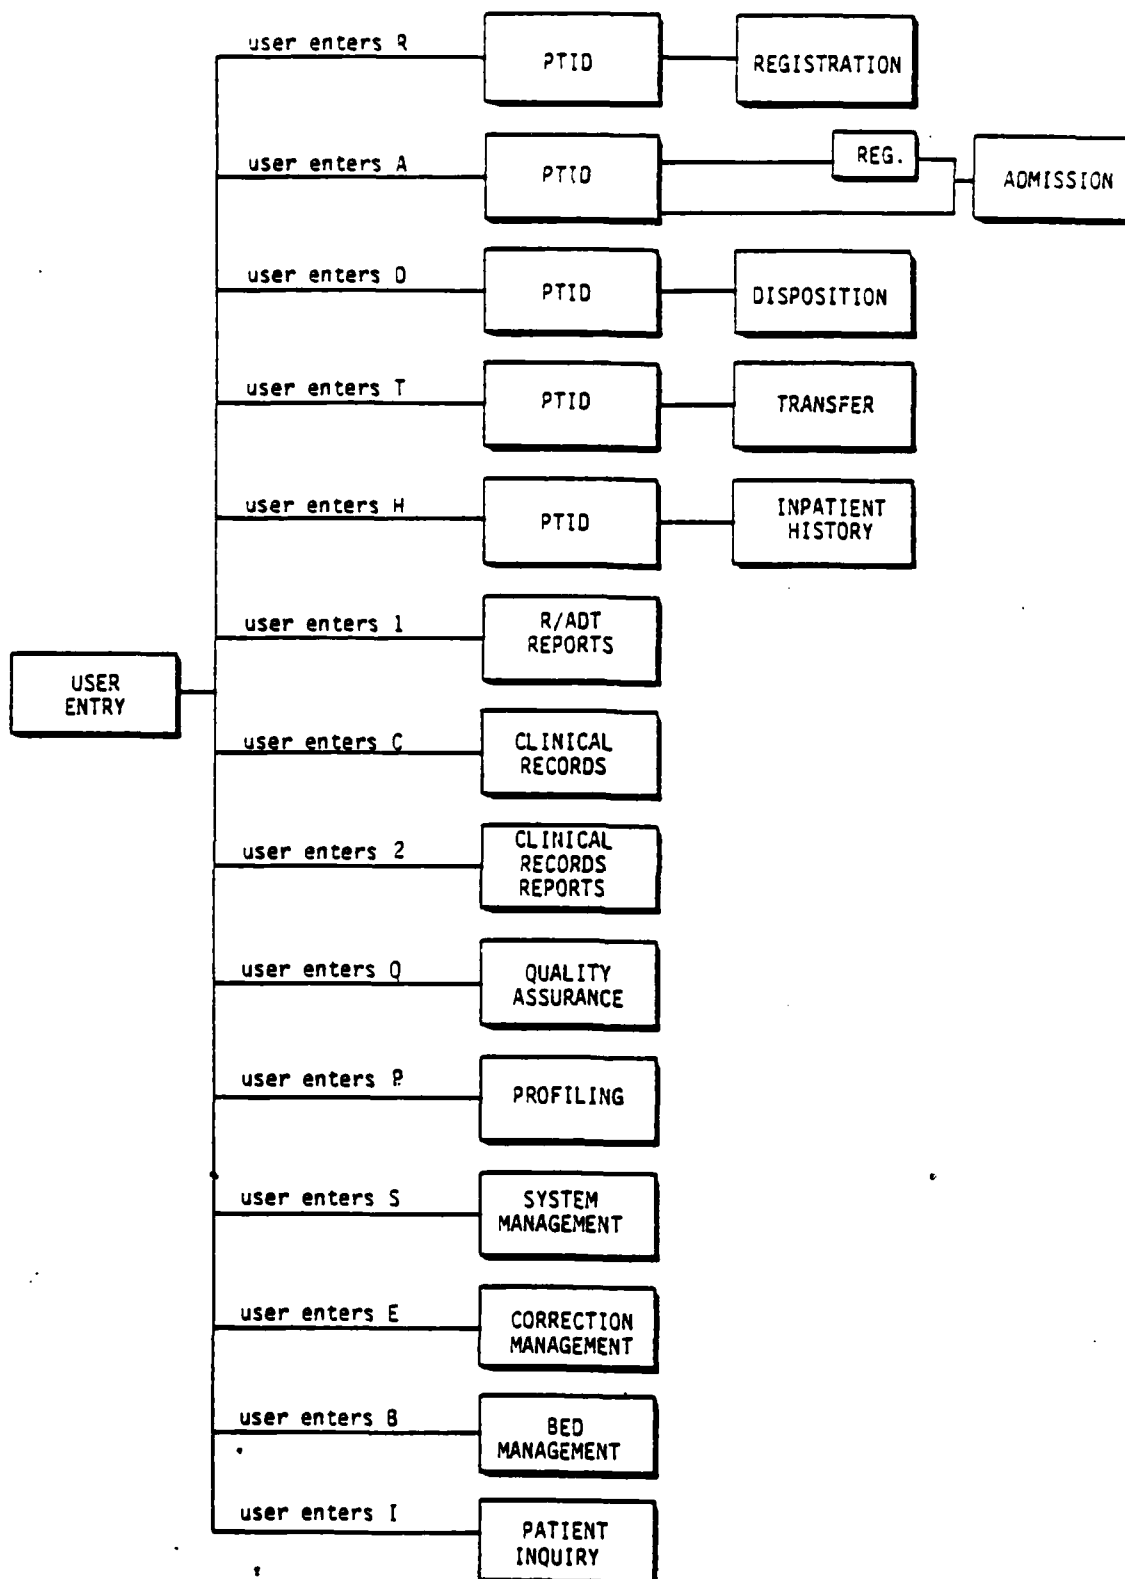 user enters R
PTID
REGISTRATION
user enters A
PTID
REG.
ADMISSION
user enters D
PTID
DISPOSITION
user enters T
PTID
TRANSFER
user enters H
PTID
INPATIENT
HISTORY
user enters 1
R/ADT
REPORTS
USER
ENTRY
user enters C
CLINICAL
RECORDS
user enters 2
CLINICAL
RECORDS
REPORTS
user enters Q
QUALITY
ASSURANCE
user enters P
PROFILING
user enters S
SYSTEM
MANAGEMENT
user enters E
CORRECTION
MANAGEMENT
user enters B
BED
MANAGEMENT
user enters I
PATIENT
INQUIRY